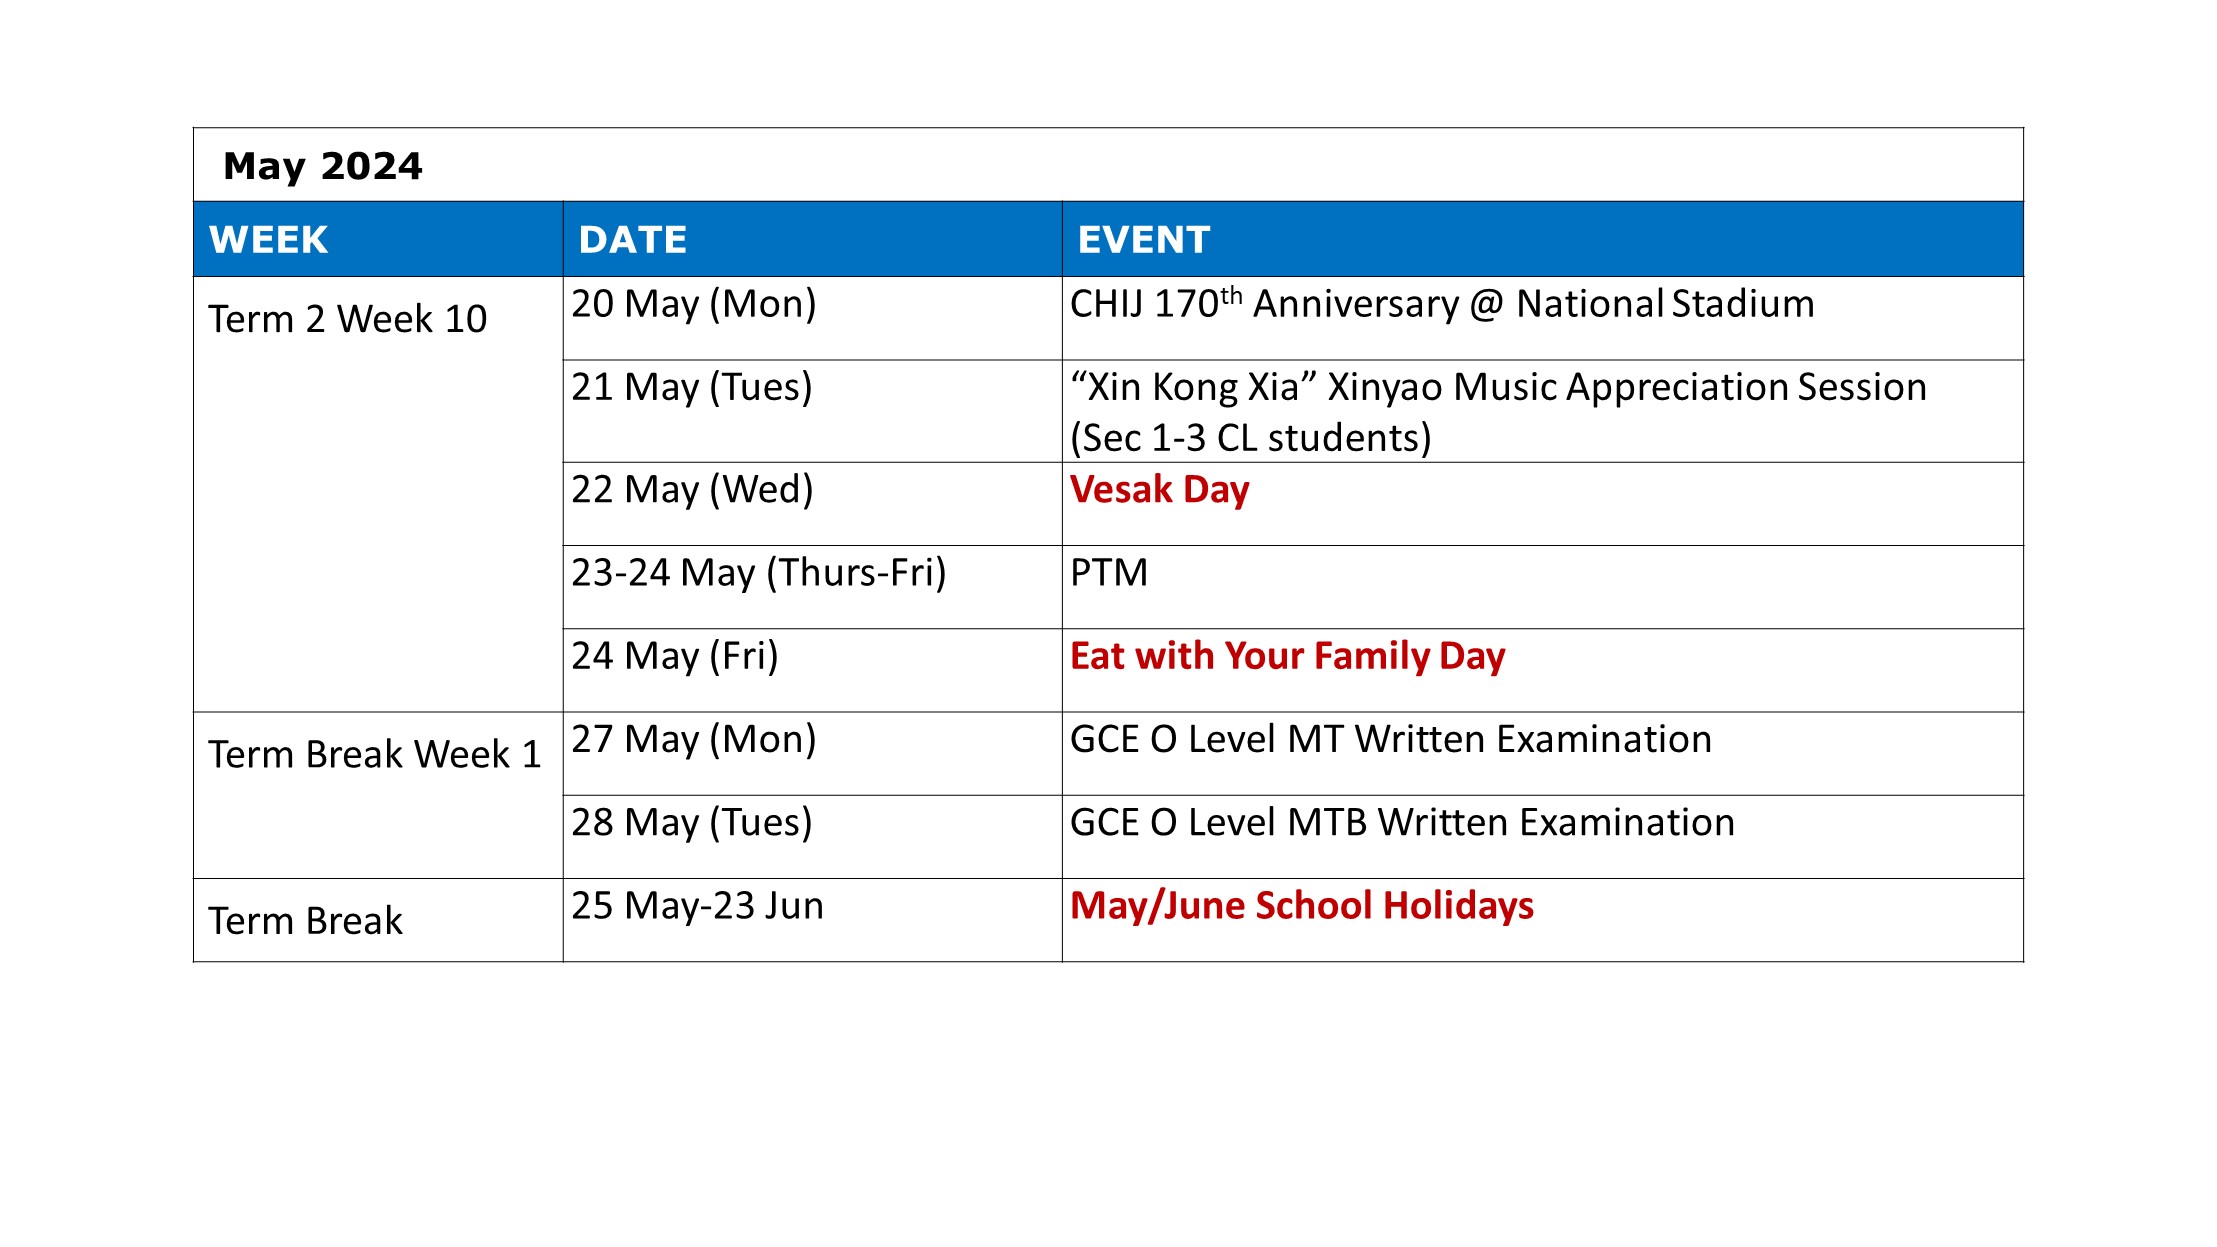 May 2024
WEEK DATE EVENT
Term 2 Week 10 20 May (Mon) CHIJ 170th Anniversary @ National Stadium
21 May (Tues) “Xin Kong Xia” Xinyao Music Appreciation Session
(Sec 1-3 CL students)
22 May (Wed) Vesak Day
23-24 May (Thurs-Fri) PTM
24 May (Fri) Eat with Your Family Day
Term Break Week 1 27 May (Mon) GCE O Level MT Written Examination
28 May (Tues) GCE O Level MTB Written Examination
Term Break 25 May-23 Jun May/June School Holidays